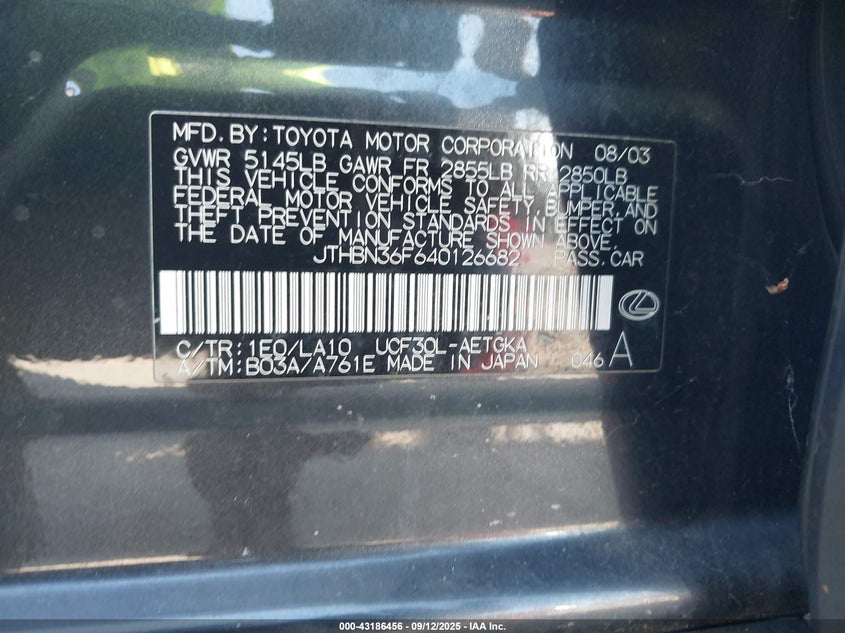 MFD. BY: TOYOTA MOTOR CORPORATION 08/03
GVWR 5145LB GAWR FR 2855LB RR 2850LB
THIS VEHICLE CONFORMS TO ALL APPLICABLE
FEDERAL MOTOR VEHICLE SAFETY, BUMPER, AND
THEFT PREVENTION STANDARDS IN EFFECT ON
THE DATE OF MANUFACTURE SHOWN ABOVE.
JTHBN36F640126682 PASS. CAR
C/TR: 1E0/LA10 UCF30L-AETGKA
A/TM: B03A/A761E MADE IN JAPAN 046 A
000-43186456 - 09/12/2025 - IAA Inc.